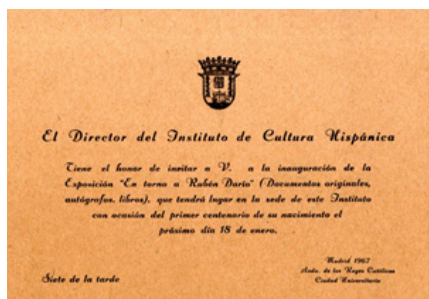 El Director del Instituto de Cultura Hispánica
Tiene el honor de invitar a V. a la inauguración de la
Exposición "En torno a Rubén Darío" (Documentos originales,
autógrafos, libros), que tendrá lugar en la sede de este Instituto
con ocasión del primer centenario de su nacimiento el
próximo día 18 de enero.
Siete de la tarde
Madrid 1967
Avda. de los Reyes Católicos
Ciudad Universitaria